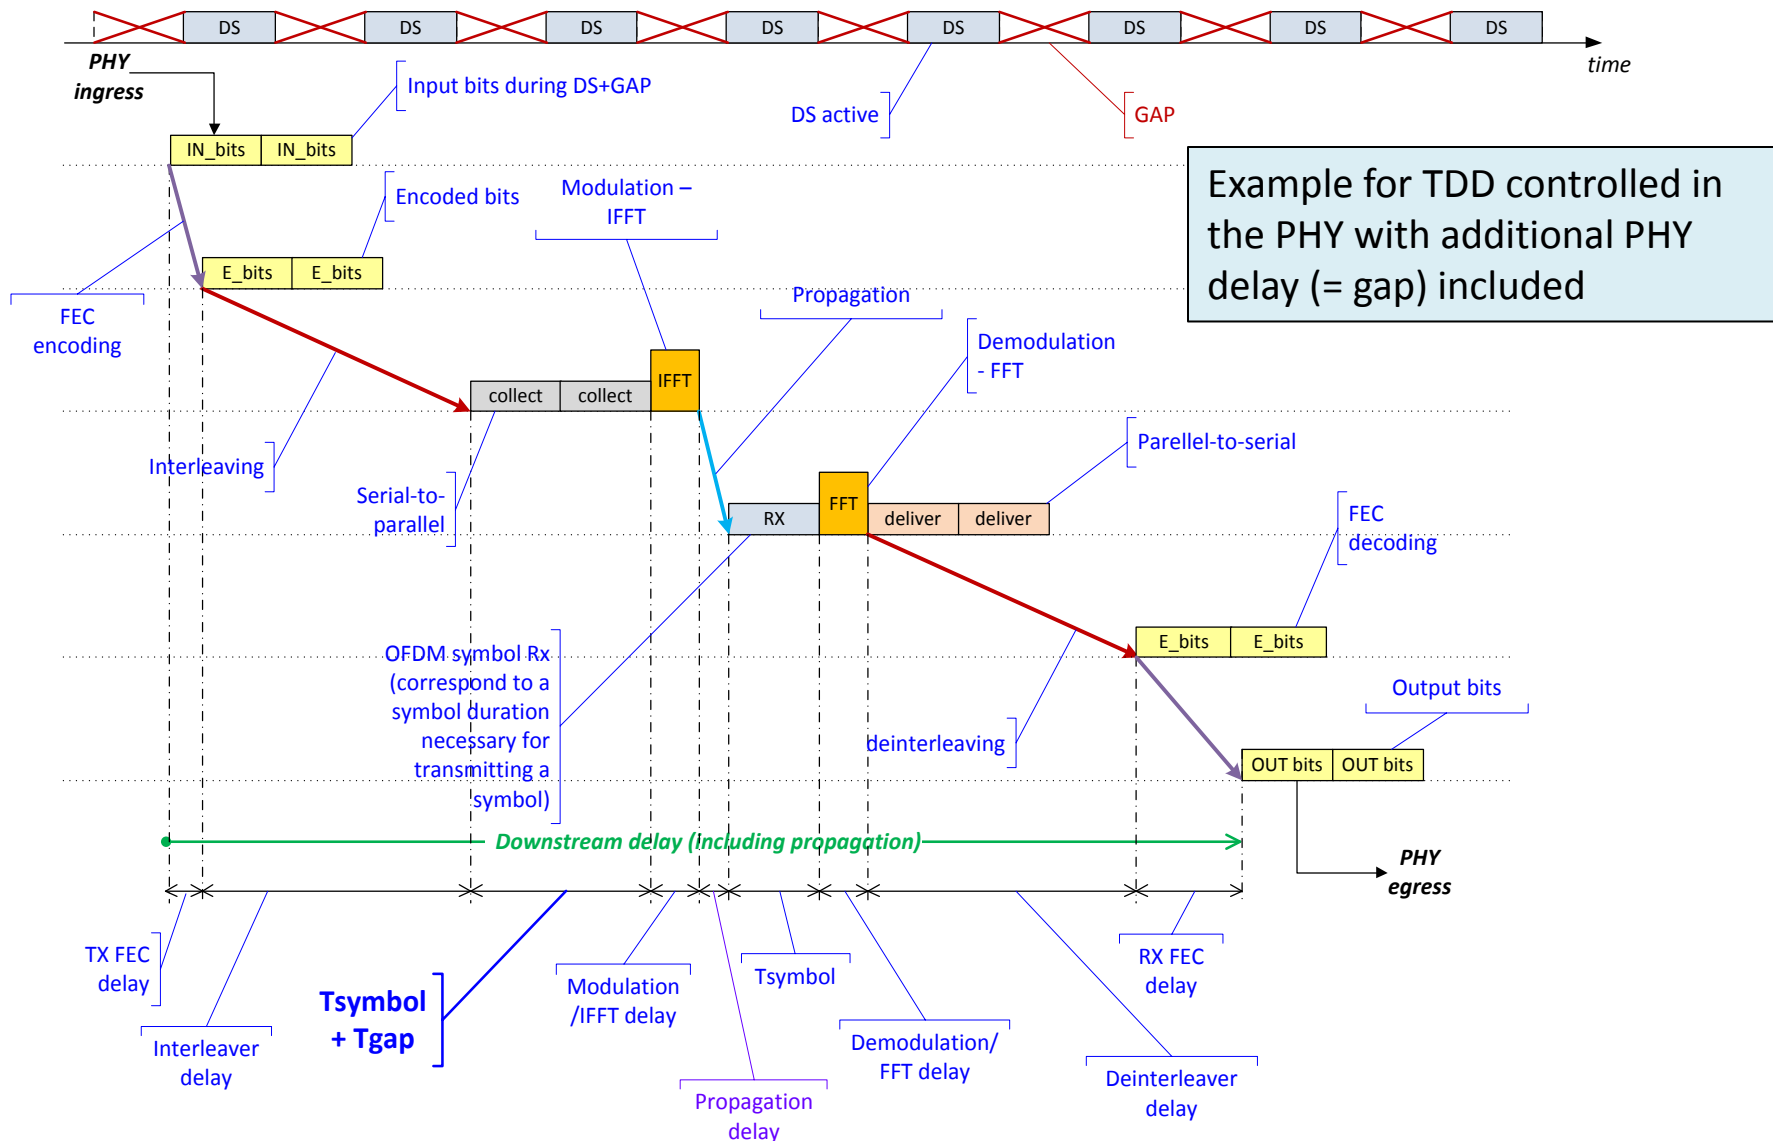 DS DS DS DS DS DS DS DS
time
PHY
ingress
Input bits during DS+GAP
DS active
GAP
IN_bits IN_bits
Example for TDD controlled in
the PHY with additional PHY
delay (= gap) included
Modulation –
IFFT
Encoded bits
E_bits E_bits
Propagation
FEC
encoding
Demodulation
- FFT
IFFT
collect collect
Interleaving
Parellel-to-serial
Serial-to-
parallel
FFT
RX deliver deliver
FEC
decoding
E_bits E_bits
OFDM symbol Rx
(correspond to a
symbol duration
necessary for
transmitting a
symbol)
Output bits
deinterleaving
OUT bits OUT bits
Downstream delay (including propagation)
PHY
egress
TX FEC
delay
RX FEC
delay
Tsymbol
Tsymbol
+ Tgap
Modulation
/IFFT delay
Interleaver
delay
Demodulation/
FFT delay
Deinterleaver
delay
Propagation
delay